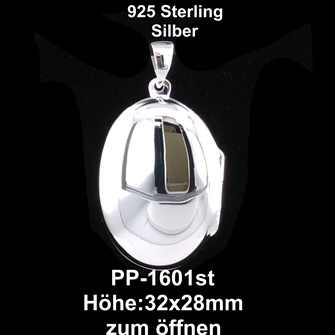 925 Sterling
Silber
PP-1601st
Höhe:32x28mm
zum öffnen